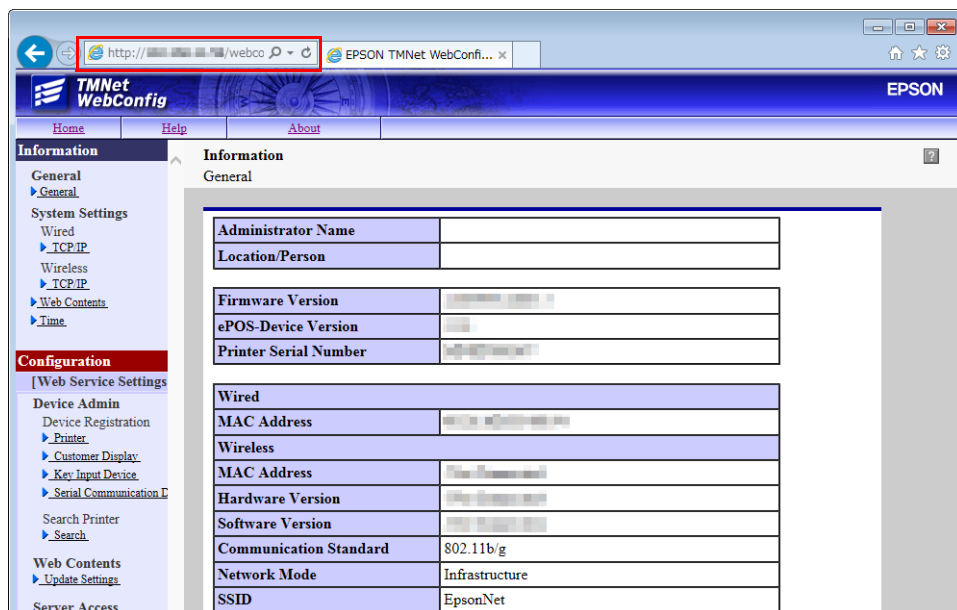 http:// /webco
EPSON TMNet WebConfi... ×
TMNet
WebConfig
EPSON
Home Help About
Information
General
General
System Settings
Wired
TCP/IP
Wireless
TCP/IP
Web Contents
Time
Configuration
[Web Service Settings
Device Admin
Device Registration
Printer
Customer Display
Key Input Device
Serial Communication D
Search Printer
Search
Web Contents
Update Settings
Server Access
Information
?
General
Administrator Name
Location/Person
Firmware Version
ePOS-Device Version
Printer Serial Number
Wired
MAC Address
Wireless
MAC Address
Hardware Version
Software Version
Communication Standard 802.11b/g
Network Mode Infrastructure
SSID EpsonNet